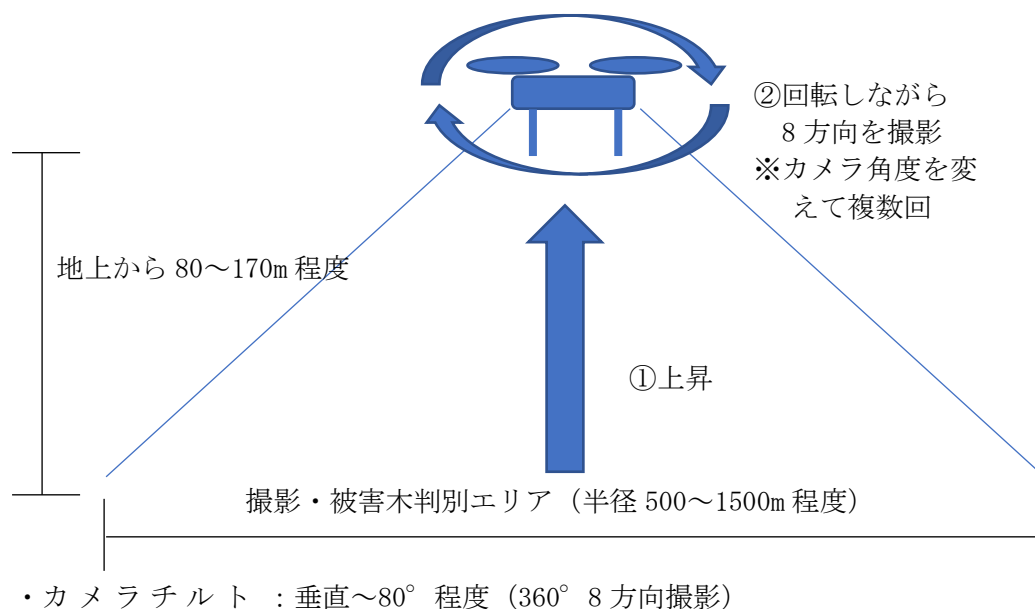 ②回転しながら
8方向を撮影
※カメラ角度を変
えて複数回
地上から 80～170m 程度
①上昇
撮影・被害木判別エリア（半径 500～1500m 程度）
・カ メ ラ チ ル ト ：垂直～80°程度（360°8 方向撮影）